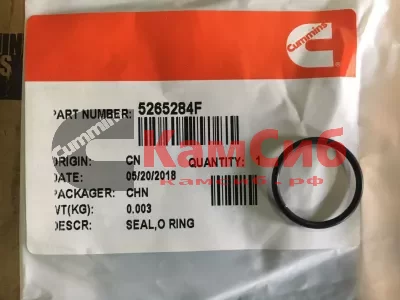 Cummins
PART NUMBER: 5265284F
Cummins
КамСиб
ORIGIN: CN QUANTITY: 1
камсиб.рф
DATE: 05/20/2018
PACKAGER: CHN
WT(KG): 0.003
DESCR: SEAL,O RING